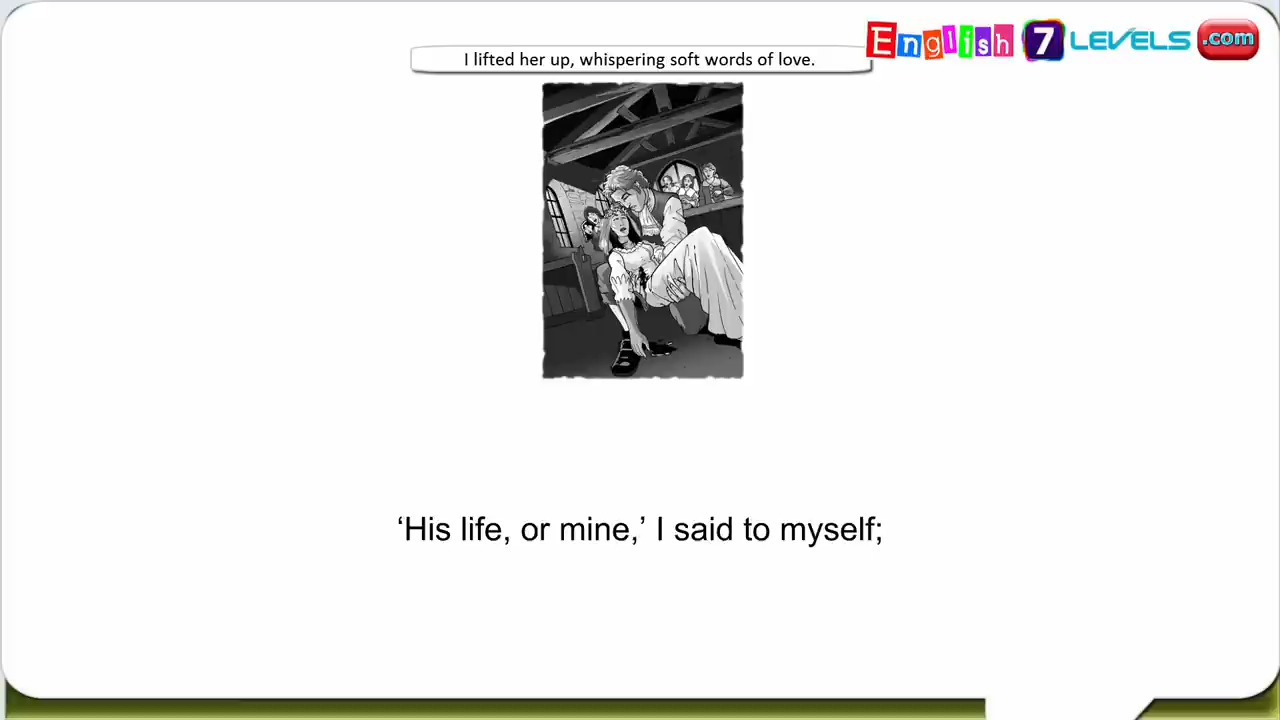 English 7 LEVELS .com
I lifted her up, whispering soft words of love.
‘His life, or mine,’ I said to myself;